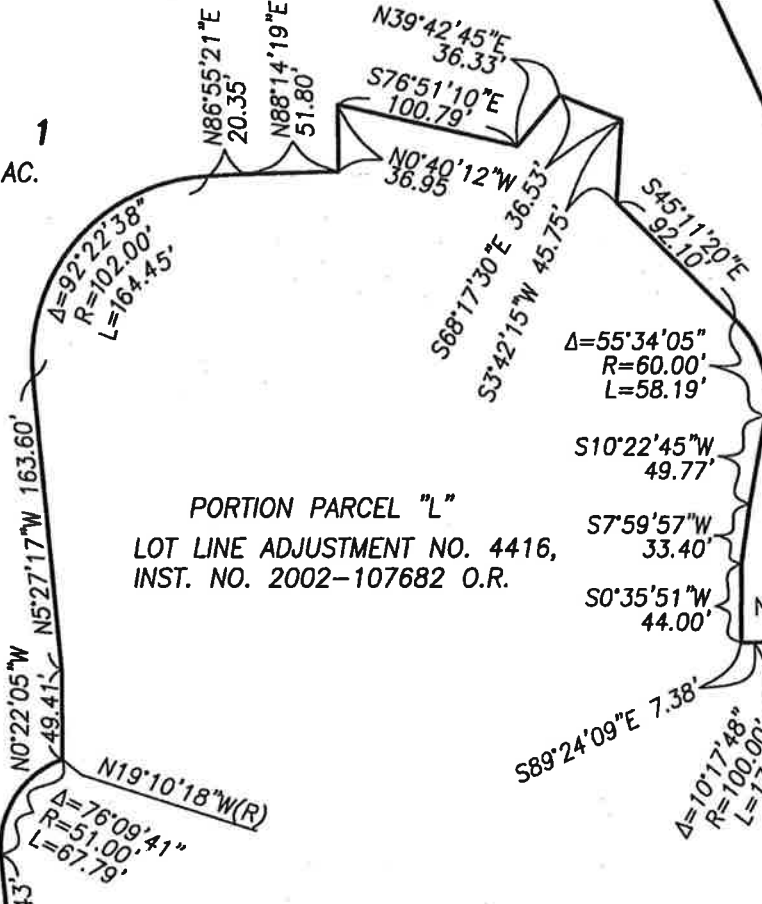 1
AC.
N86°55'21"E
20.35'
N88°14'19"E
51.80'
N39°42'45"E
36.33'
S76°51'10"E
100.79'
N0°40'12"W
36.95
S68°17'30"E 36.53'
S3°42'15"W 45.75'
S45°11'20"E
92.10'
Δ=92°22'38"
R=102.00'
L=164.45'
Δ=55°34'05"
R=60.00'
L=58.19'
S10°22'45"W
49.77'
S7°59'57"W
33.40'
S0°35'51"W
44.00'
N5°27'17"W 163.60'
PORTION PARCEL "L"
LOT LINE ADJUSTMENT NO. 4416,
INST. NO. 2002-107682 O.R.
N0°22'05"W
49.41'
S89°24'09"E 7.38'
N19°10'18"W(R)
Δ=76°09'41"
R=51.00'
L=67.79'
Δ=10°17'48"
R=100.00'